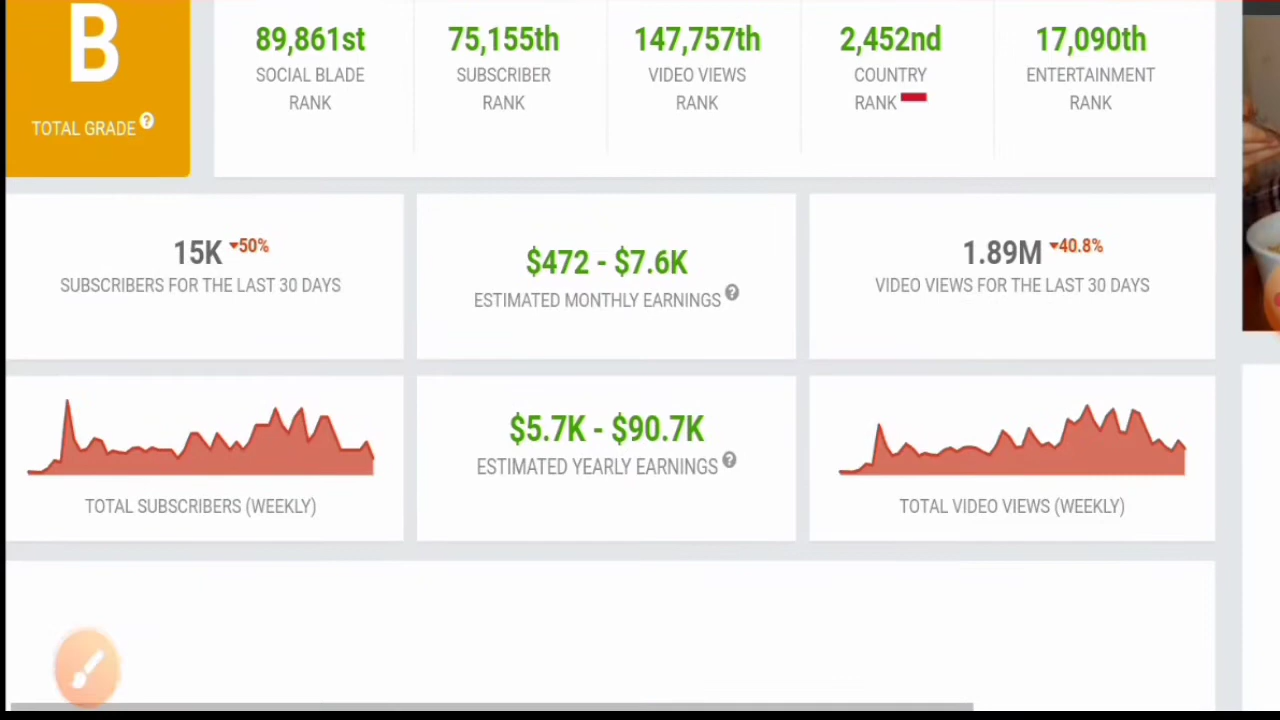 B
TOTAL GRADE ?
89,861st
SOCIAL BLADE
RANK
75,155th
SUBSCRIBER
RANK
147,757th
VIDEO VIEWS
RANK
2,452nd
COUNTRY
RANK
17,090th
ENTERTAINMENT
RANK
15K 50%
SUBSCRIBERS FOR THE LAST 30 DAYS
$472 - $7.6K
ESTIMATED MONTHLY EARNINGS ?
1.89M 40.8%
VIDEO VIEWS FOR THE LAST 30 DAYS
TOTAL SUBSCRIBERS (WEEKLY)
$5.7K - $90.7K
ESTIMATED YEARLY EARNINGS ?
TOTAL VIDEO VIEWS (WEEKLY)